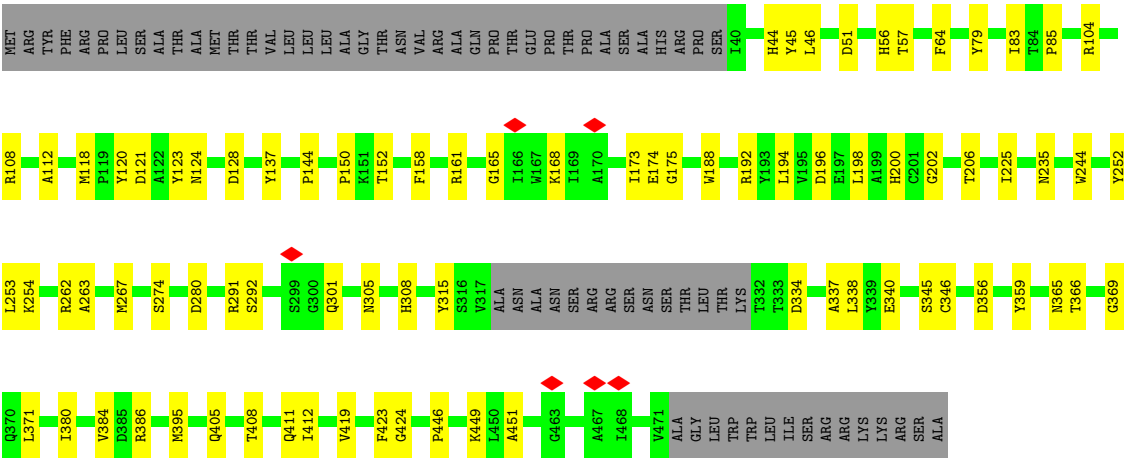 MET ARG TYR PHE ARG PRO LEU SER ALA THR ALA MET THR THR VAL LEU LEU LEU ALA GLY THR ASN VAL ARG ALA GLN PRO THR GLU PRO THR PRO ALA SER ALA HIS ARG PRO SER I40 H44 Y45 L46 D51 H56 T57 F64 Y79 I83 T84 P85 R104
R108 A112 M118 P119 Y120 D121 A122 Y123 N124 D128 Y137 P144 P150 K151 T152 F158 R161 G165 I166 W167 K168 I169 A170 I173 E174 G175 W188 R192 Y193 L194 V195 D196 E197 L198 A199 H200 C201 G202 T206 I225 N235 W244 Y252
L253 K254 R262 A263 M267 S274 D280 R291 S292 S299 G300 Q301 N305 H308 Y315 S316 V317 ALA ASN ALA ASN SER ARG ARG SER ASN SER THR LEU THR LYS T332 T333 D334 A337 L338 Y339 E340 S345 C346 D356 Y359 N365 T366 G369
Q370 L371 I380 V384 D385 R386 M395 Q405 T408 Q411 I412 V419 F423 G424 P446 K449 L450 A451 G463 A467 I468 V471 ALA GLY LEU TRP TRP LEU ILE SER ARG ARG LYS LYS ARG SER ALA